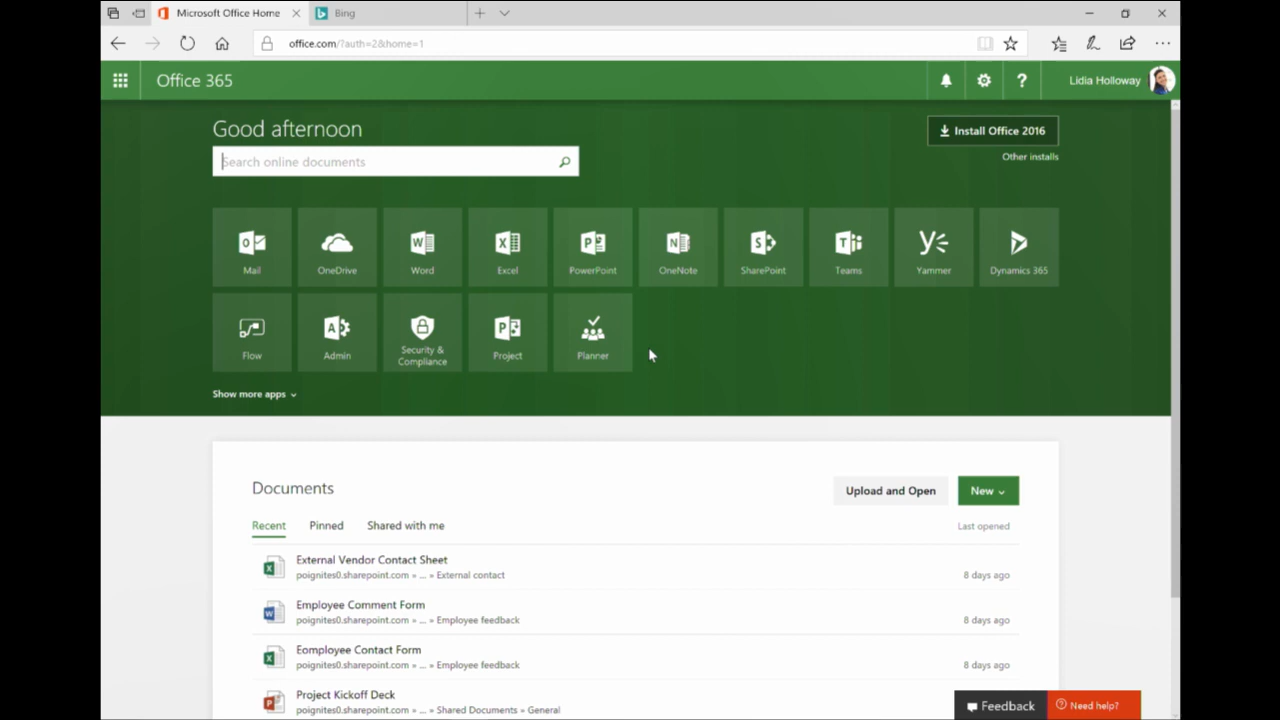 Microsoft Office Home
Bing
office.com/?auth=2&home=1
Office 365
?
Lidia Holloway
Good afternoon
Install Office 2016
Search online documents
Other installs
Mail
OneDrive
Word
Excel
PowerPoint
OneNote
SharePoint
Teams
Yammer
Dynamics 365
Flow
Admin
Security &
Compliance
Project
Planner
Show more apps
Documents
Upload and Open
New
Recent
Pinned
Shared with me
Last opened
External Vendor Contact Sheet
poignites0.sharepoint.com » ... » External contact
8 days ago
Employee Comment Form
poignites0.sharepoint.com » ... » Employee feedback
8 days ago
Eomployee Contact Form
poignites0.sharepoint.com » ... » Employee feedback
8 days ago
Project Kickoff Deck
poignites0.sharepoint.com » ... » Shared Documents » General
Feedback
Need help?